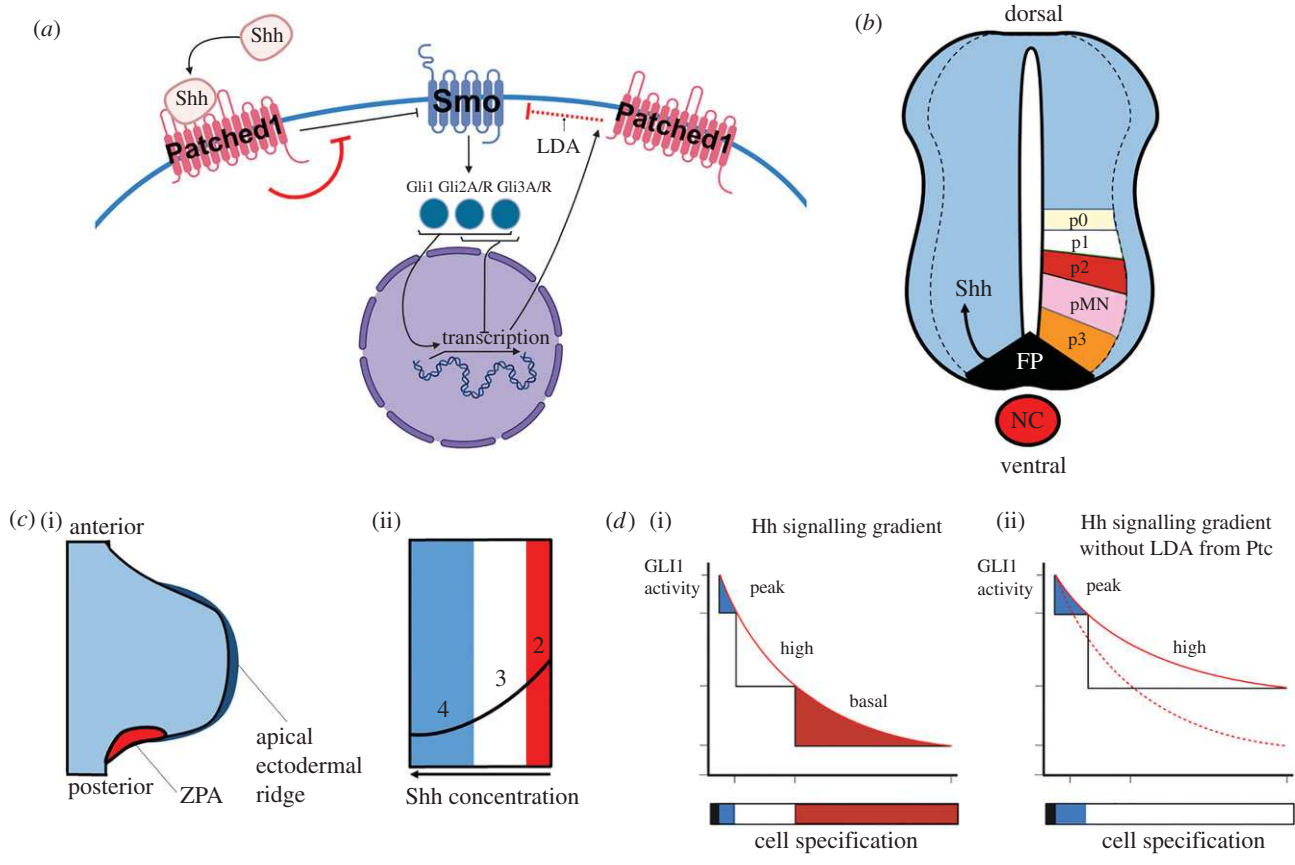 (a)
Shh
Shh
Patched1
Smo
LDA
Patched1
Gli1 Gli2A/R Gli3A/R
transcription
(b)
dorsal
p0
p1
p2
pMN
p3
Shh
FP
NC
ventral
(c) (i)
anterior
posterior
ZPA
apical
ectodermal
ridge
(ii)
4
3
2
Shh concentration
(d) (i)
Hh signalling gradient
GLI1
activity
peak
high
basal
cell specification
(ii)
Hh signalling gradient
without LDA from Ptc
GLI1
activity
peak
high
cell specification